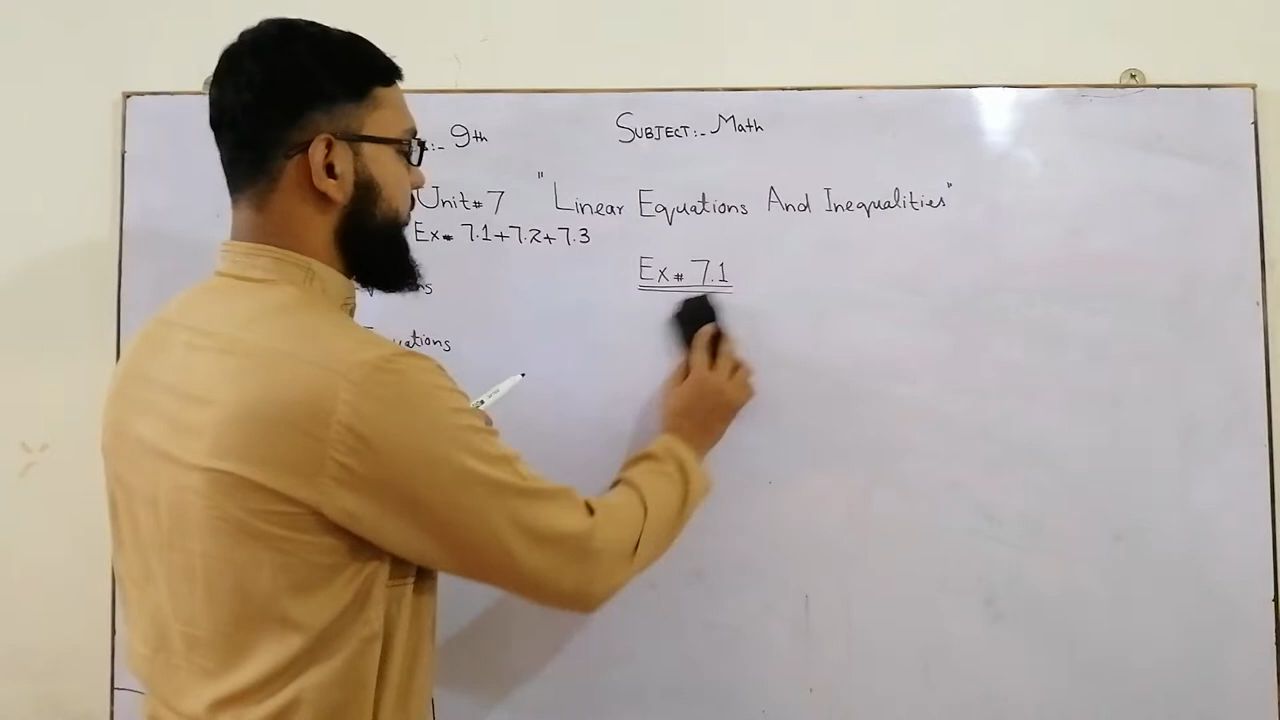 9th
SUBJECT:- Math
Unit# 7 "Linear Equations And Inequalities"
Ex# 7.1+7.2+7.3
Ex# 7.1